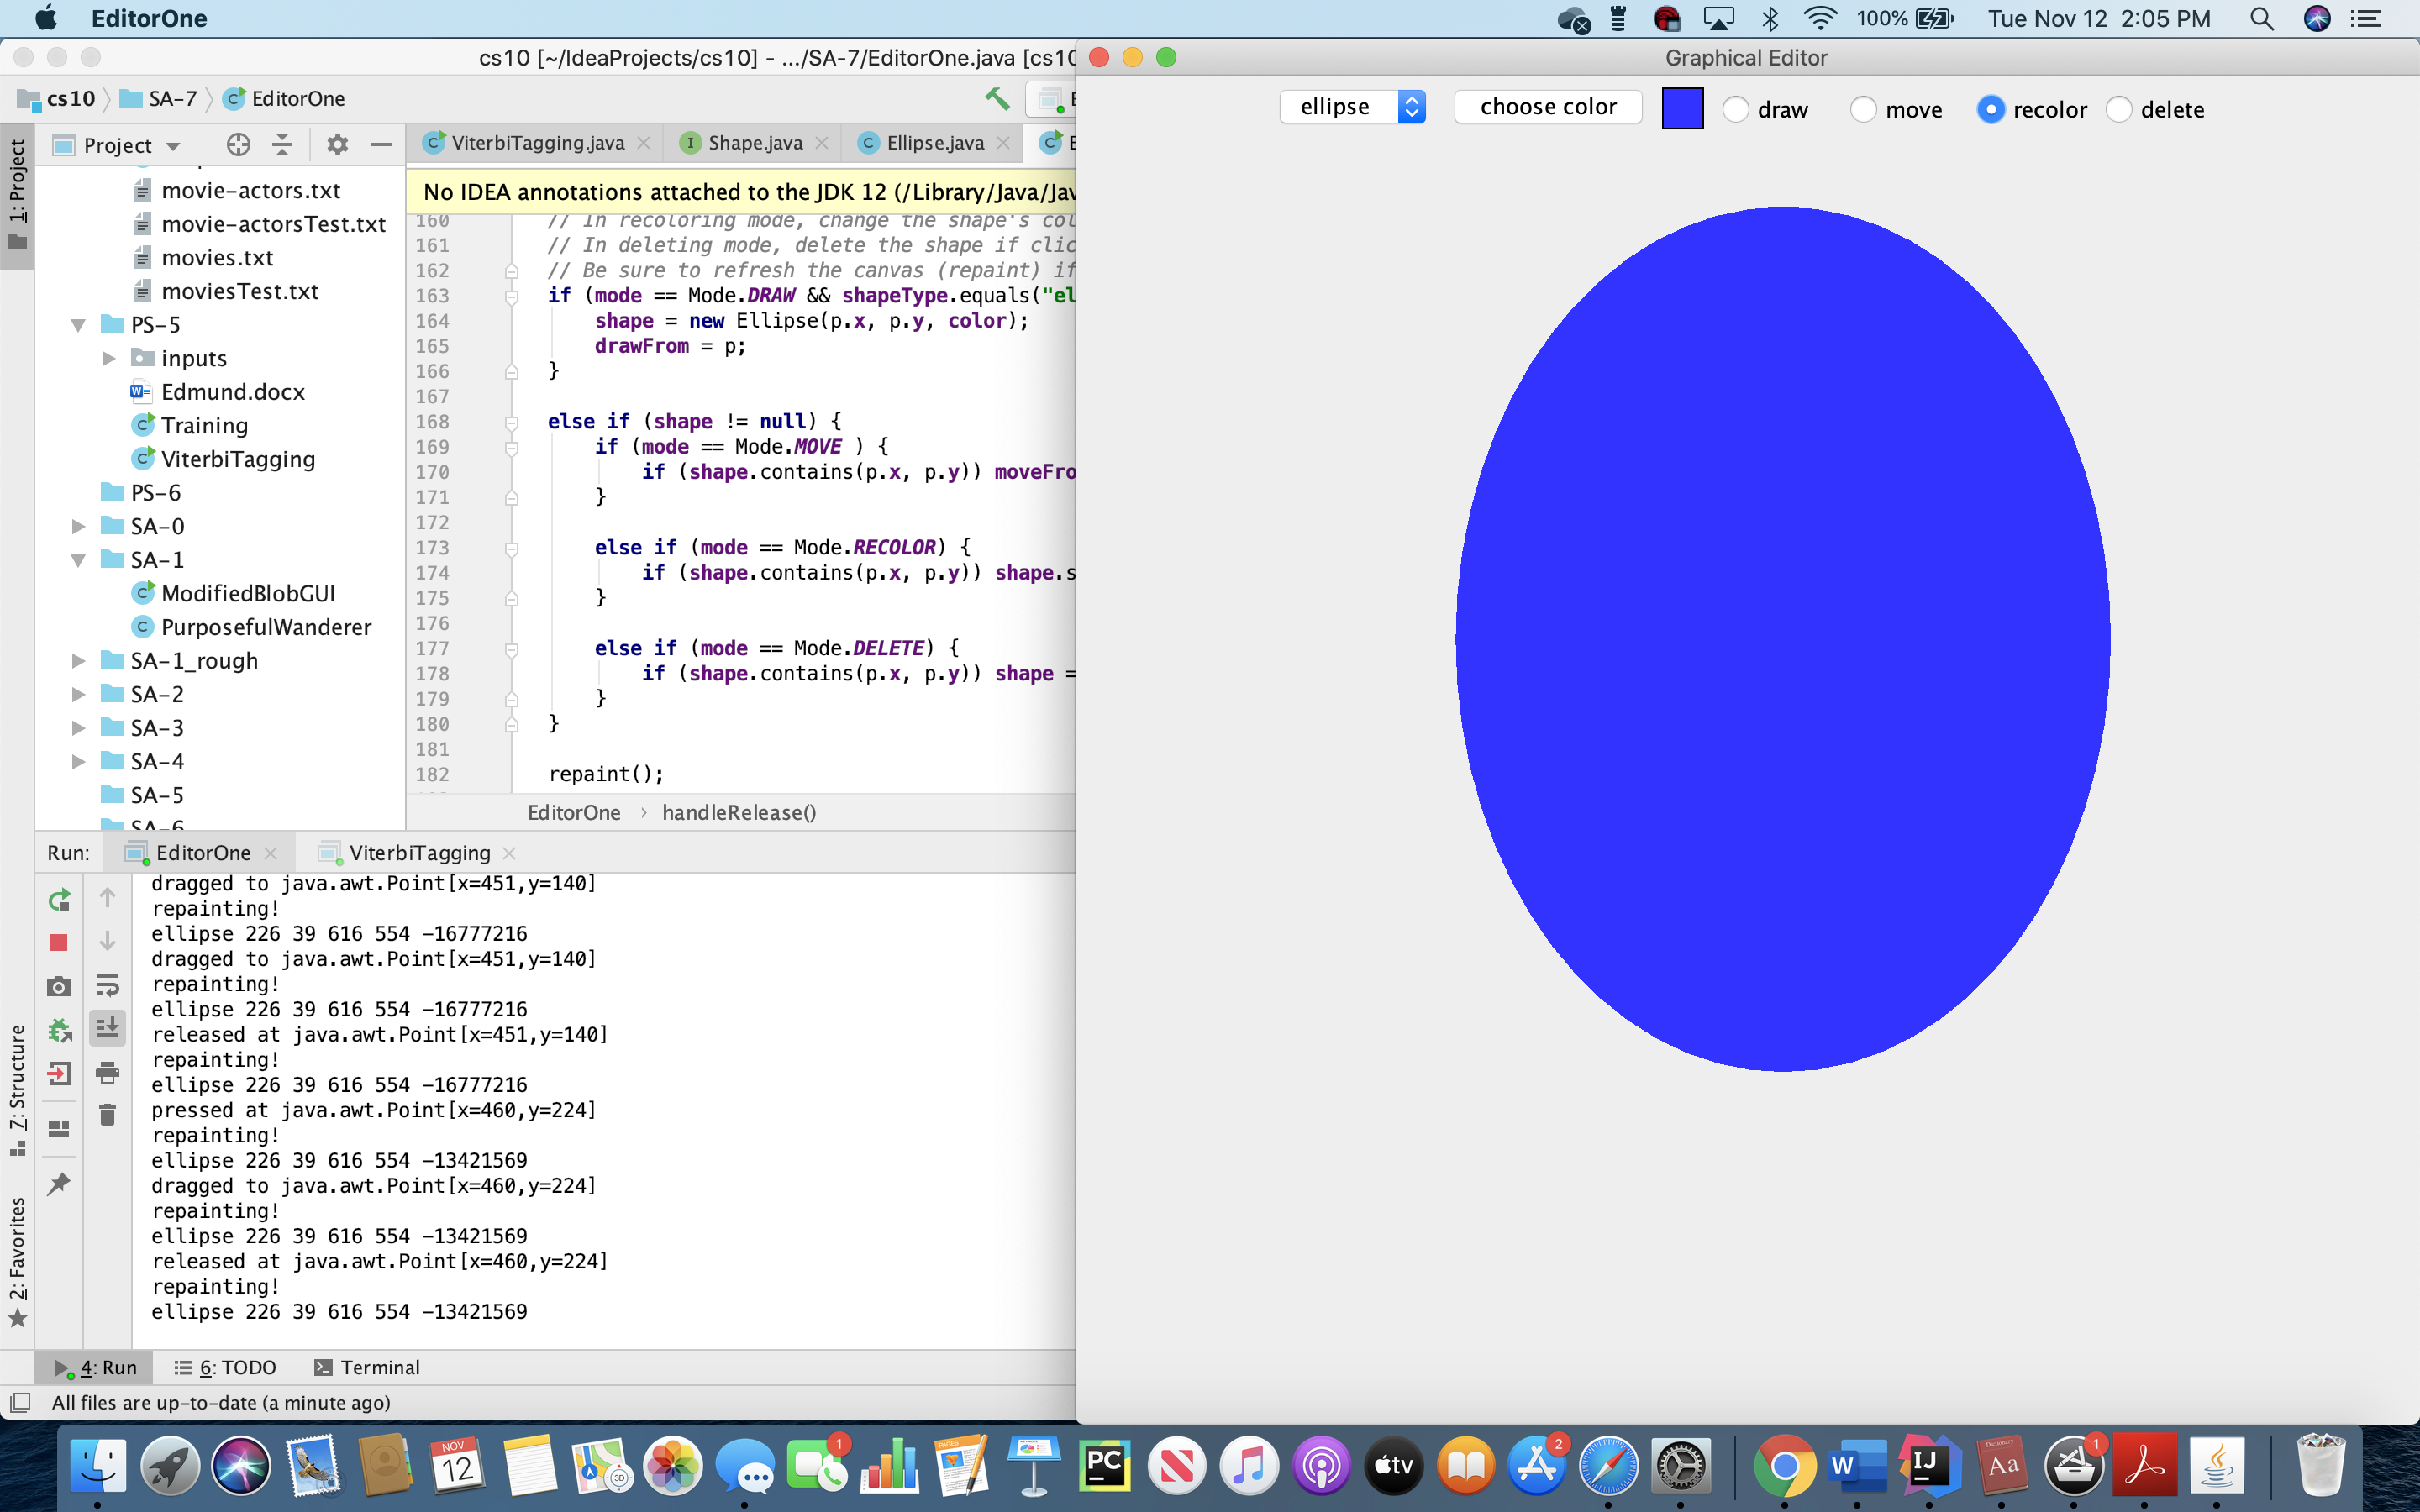 EditorOne
100%
Tue Nov 12 2:05 PM
cs10 [~/IdeaProjects/cs10] - .../SA-7/EditorOne.java [cs10
cs10
SA-7
EditorOne
Project
ViterbiTagging.java
Shape.java
Ellipse.java
1: Project
No IDEA annotations attached to the JDK 12 (/Library/Java/Jav
movie-actors.txt
movie-actorsTest.txt
movies.txt
moviesTest.txt
PS-5
inputs
Edmund.docx
Training
ViterbiTagging
PS-6
SA-0
SA-1
ModifiedBlobGUI
PurposefulWanderer
SA-1_rough
SA-2
SA-3
SA-4
SA-5
SA-6
160 // In recoloring mode, change the shape's col
161 // In deleting mode, delete the shape if clic
162 // Be sure to refresh the canvas (repaint) if
163 if (mode == Mode.DRAW && shapeType.equals("el
164 shape = new Ellipse(p.x, p.y, color);
165 drawFrom = p;
166 }
167
168 else if (shape != null) {
169 if (mode == Mode.MOVE ) {
170 if (shape.contains(p.x, p.y)) moveFro
171 }
172
173 else if (mode == Mode.RECOLOR) {
174 if (shape.contains(p.x, p.y)) shape.s
175 }
176
177 else if (mode == Mode.DELETE) {
178 if (shape.contains(p.x, p.y)) shape =
179 }
180 }
181
182 repaint();
EditorOne › handleRelease()
Run:
EditorOne
ViterbiTagging
dragged to java.awt.Point[x=451,y=140]
repainting!
ellipse 226 39 616 554 -16777216
dragged to java.awt.Point[x=451,y=140]
repainting!
ellipse 226 39 616 554 -16777216
released at java.awt.Point[x=451,y=140]
repainting!
ellipse 226 39 616 554 -16777216
pressed at java.awt.Point[x=460,y=224]
repainting!
ellipse 226 39 616 554 -13421569
dragged to java.awt.Point[x=460,y=224]
repainting!
ellipse 226 39 616 554 -13421569
released at java.awt.Point[x=460,y=224]
repainting!
ellipse 226 39 616 554 -13421569
7: Structure
2: Favorites
4: Run
6: TODO
Terminal
All files are up-to-date (a minute ago)
Graphical Editor
ellipse
choose color
draw
move
recolor
delete
NOV
12
3D
1
PAGES
PC
tv
2
W
IJ
Dictionary
Aa
1